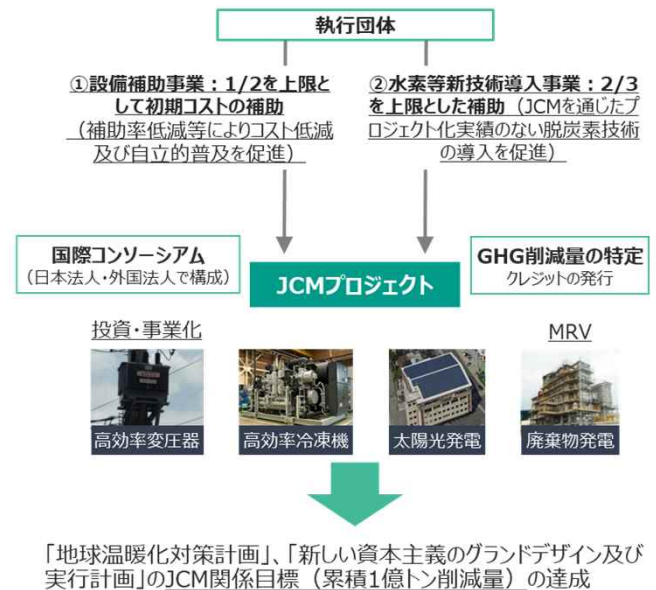 執行団体
①設備補助事業：1/2を上限と
して初期コストの補助
（補助率低減等によりコスト低減
及び自立的普及を促進）
②水素等新技術導入事業：2/3
を上限とした補助（JCMを通じたプ
ロジェクト化実績のない脱炭素技術
の導入を促進）
国際コンソーシアム
（日本法人・外国法人で構成）
JCMプロジェクト
GHG削減量の特定
クレジットの発行
投資・事業化
MRV
高効率変圧器
高効率冷凍機
太陽光発電
廃棄物発電
「地球温暖化対策計画」、「新しい資本主義のグランドデザイン及び
実行計画」のJCM関係目標（累積1億トン削減量）の達成